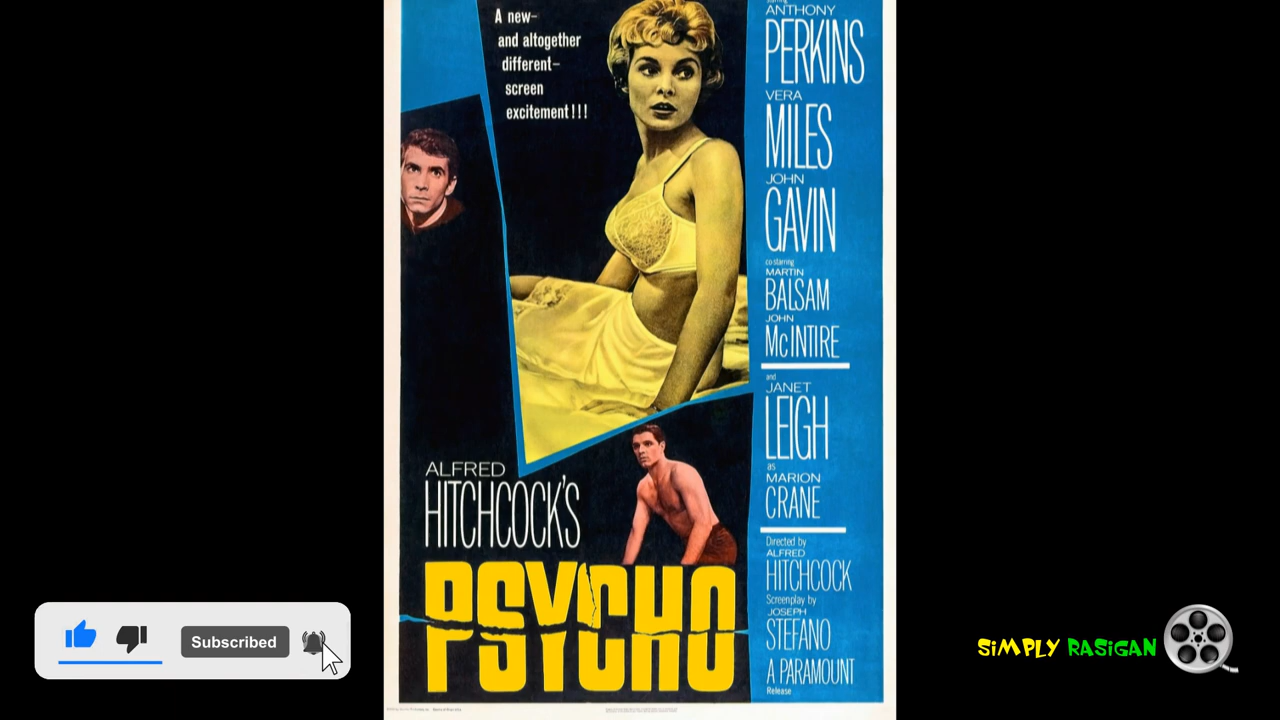 A new–
and altogether
different–
screen
excitement!!!
ALFRED
HITCHCOCK'S
PSYCHO
starring
ANTHONY
PERKINS
VERA
MILES
JOHN
GAVIN
co-starring
MARTIN
BALSAM
JOHN
McINTIRE
and
JANET
LEIGH
as
MARION
CRANE
Directed by
ALFRED
HITCHCOCK
Screenplay by
JOSEPH
STEFANO
A PARAMOUNT
Release
Subscribed
SiMPLY RASiGAN